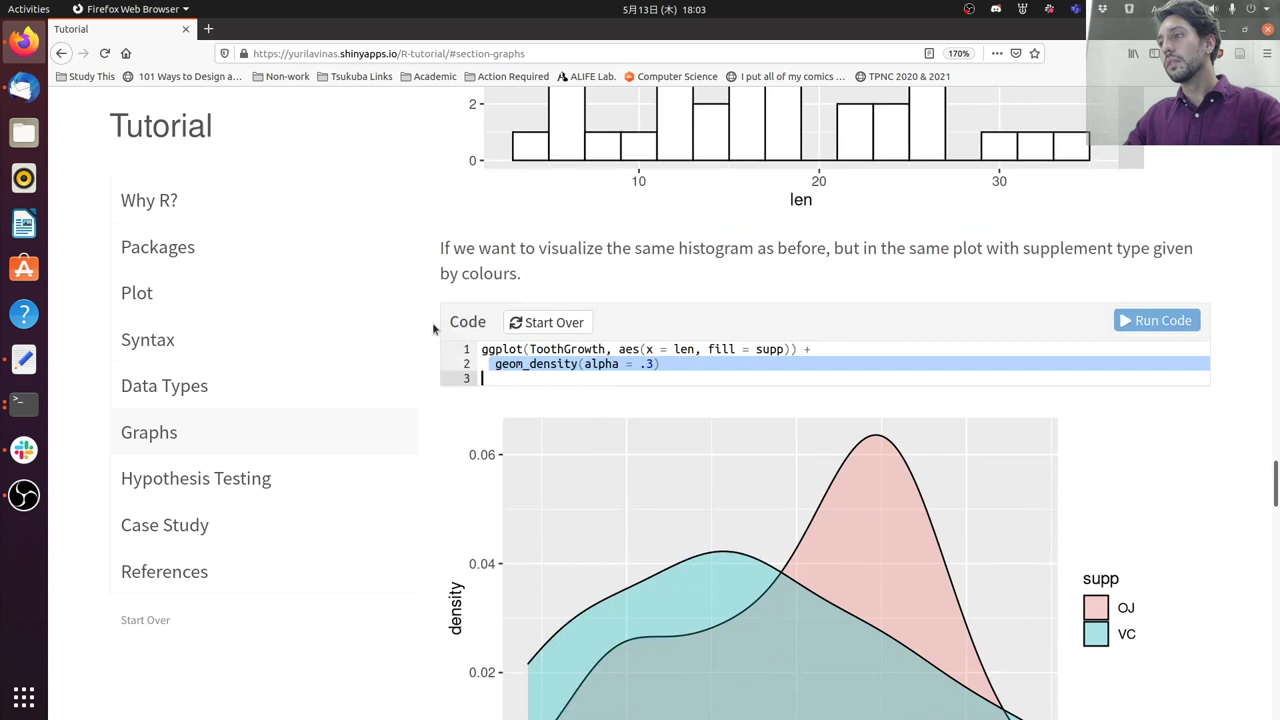 Activities
Firefox Web Browser ▾
5月13日 (木) 18:03
Tutorial
https://yurilavinas.shinyapps.io/R-tutorial/#section-graphs
170%
Study This
101 Ways to Design a...
Non-work
Tsukuba Links
Academic
Action Required
ALIFE Lab.
Computer Science
I put all of my comics ...
TPNC 2020 & 2021
Tutorial
Why R?
Packages
Plot
Syntax
Data Types
Graphs
Hypothesis Testing
Case Study
References
Start Over
2
0
10
20
30
len
If we want to visualize the same histogram as before, but in the same plot with supplement type given
by colours.
Code
Start Over
Run Code
1 ggplot(ToothGrowth, aes(x = len, fill = supp)) +
2 geom_density(alpha = .3)
3
0.06
0.04
0.02
density
supp
OJ
VC